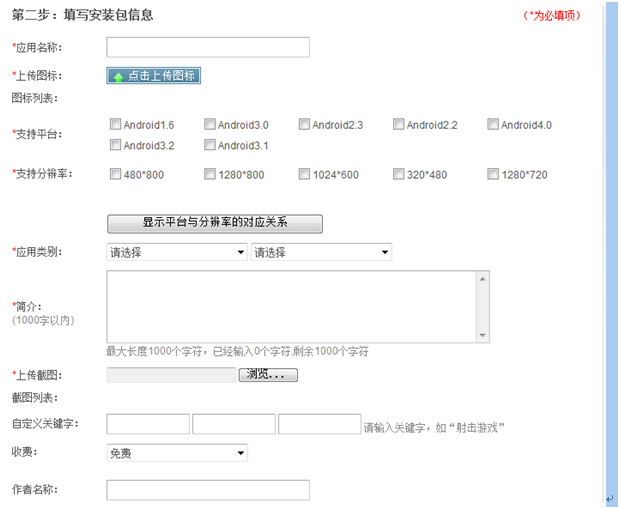 第二步：填写安装包信息
（*为必填项）
*应用名称：
*上传图标：
点击上传图标
图标列表：
*支持平台：
Android1.6 Android3.0 Android2.3 Android2.2 Android4.0
Android3.2 Android3.1
*支持分辨率：
480*800 1280*800 1024*600 320*480 1280*720
显示平台与分辨率的对应关系
*应用类别：
请选择 请选择
*简介：
(1000字以内)
最大长度1000个字符，已经输入0个字符,剩余1000个字符
*上传截图：
浏览...
截图列表：
自定义关键字：
请输入关键字，如“射击游戏”
收费：
免费
作者名称：